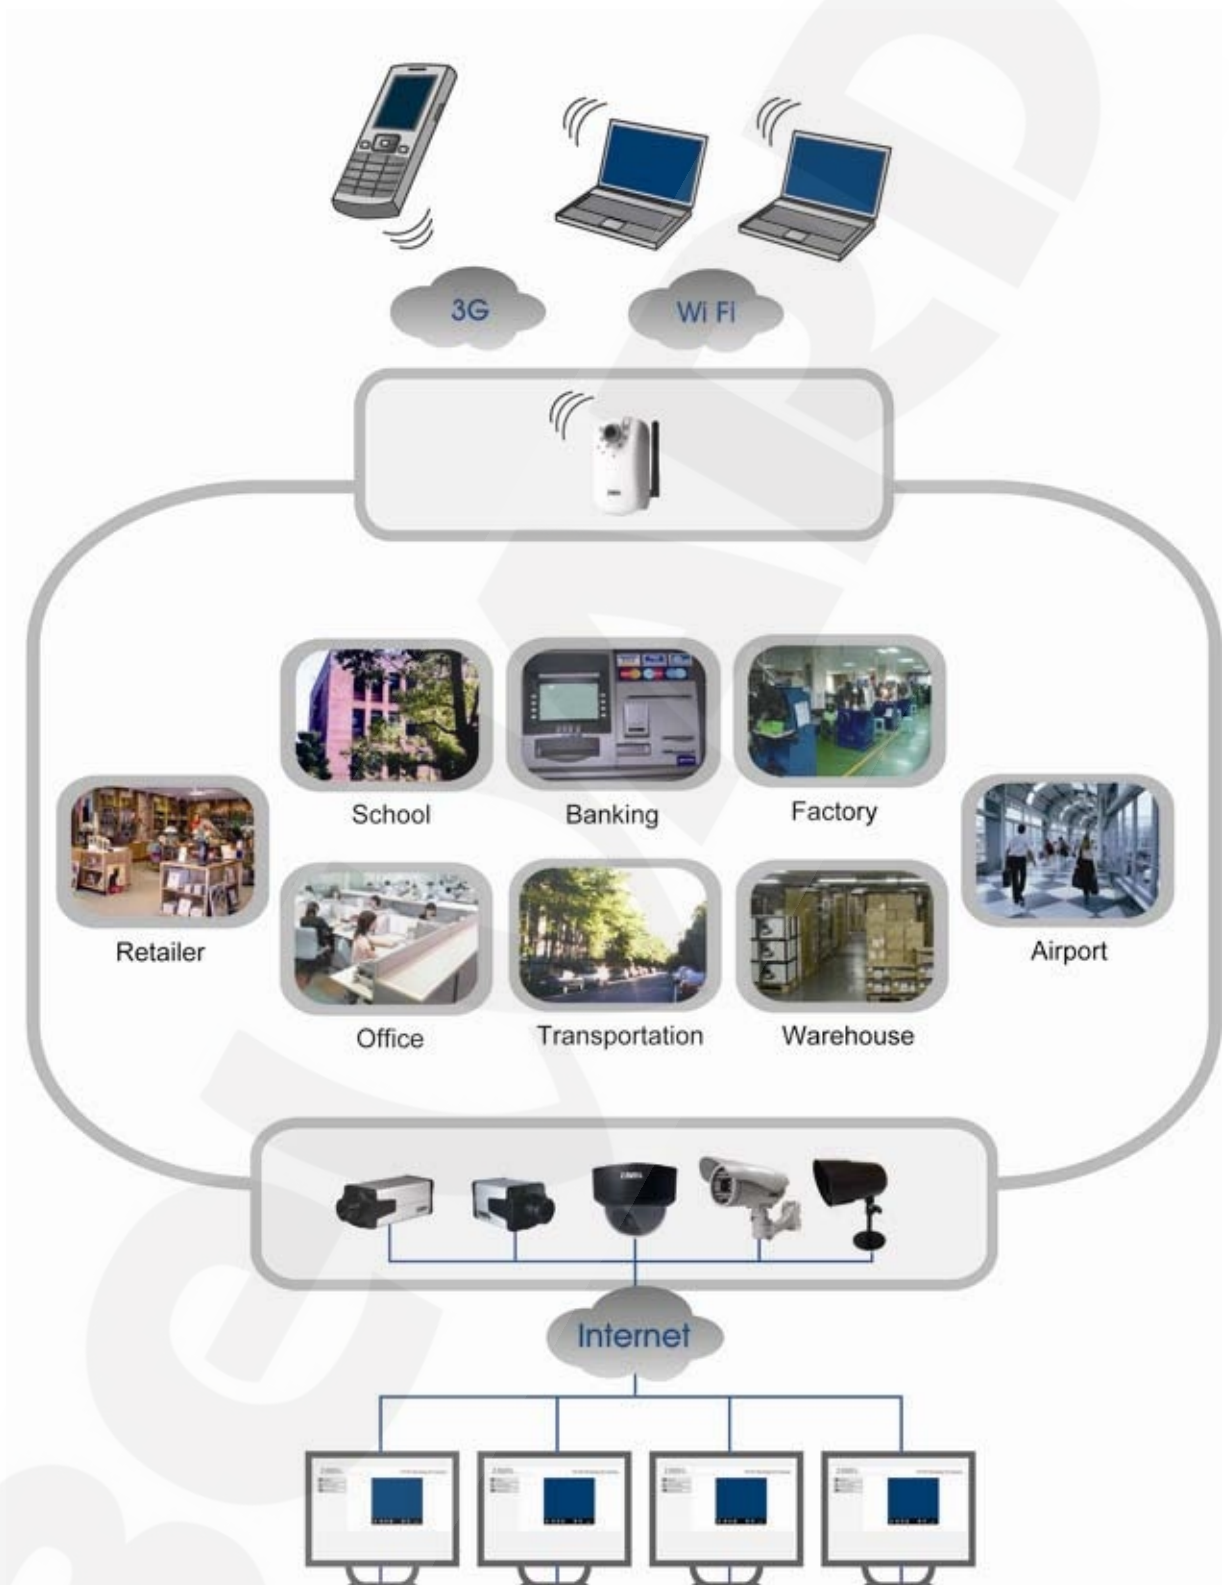 3G
Wi Fi
School
Banking
Factory
Retailer
Airport
Office
Transportation
Warehouse
Internet